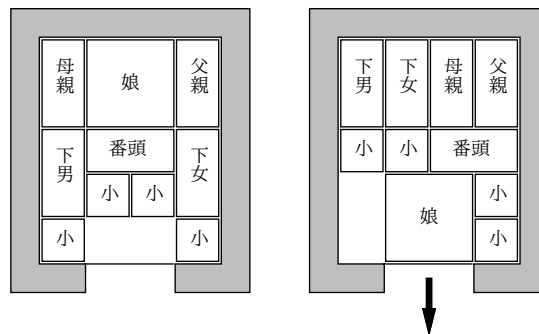 母親 娘 父親
下男 番頭 下女
小 小
小 小
下男 下女 母親 父親
小 小 番頭
娘 小
小